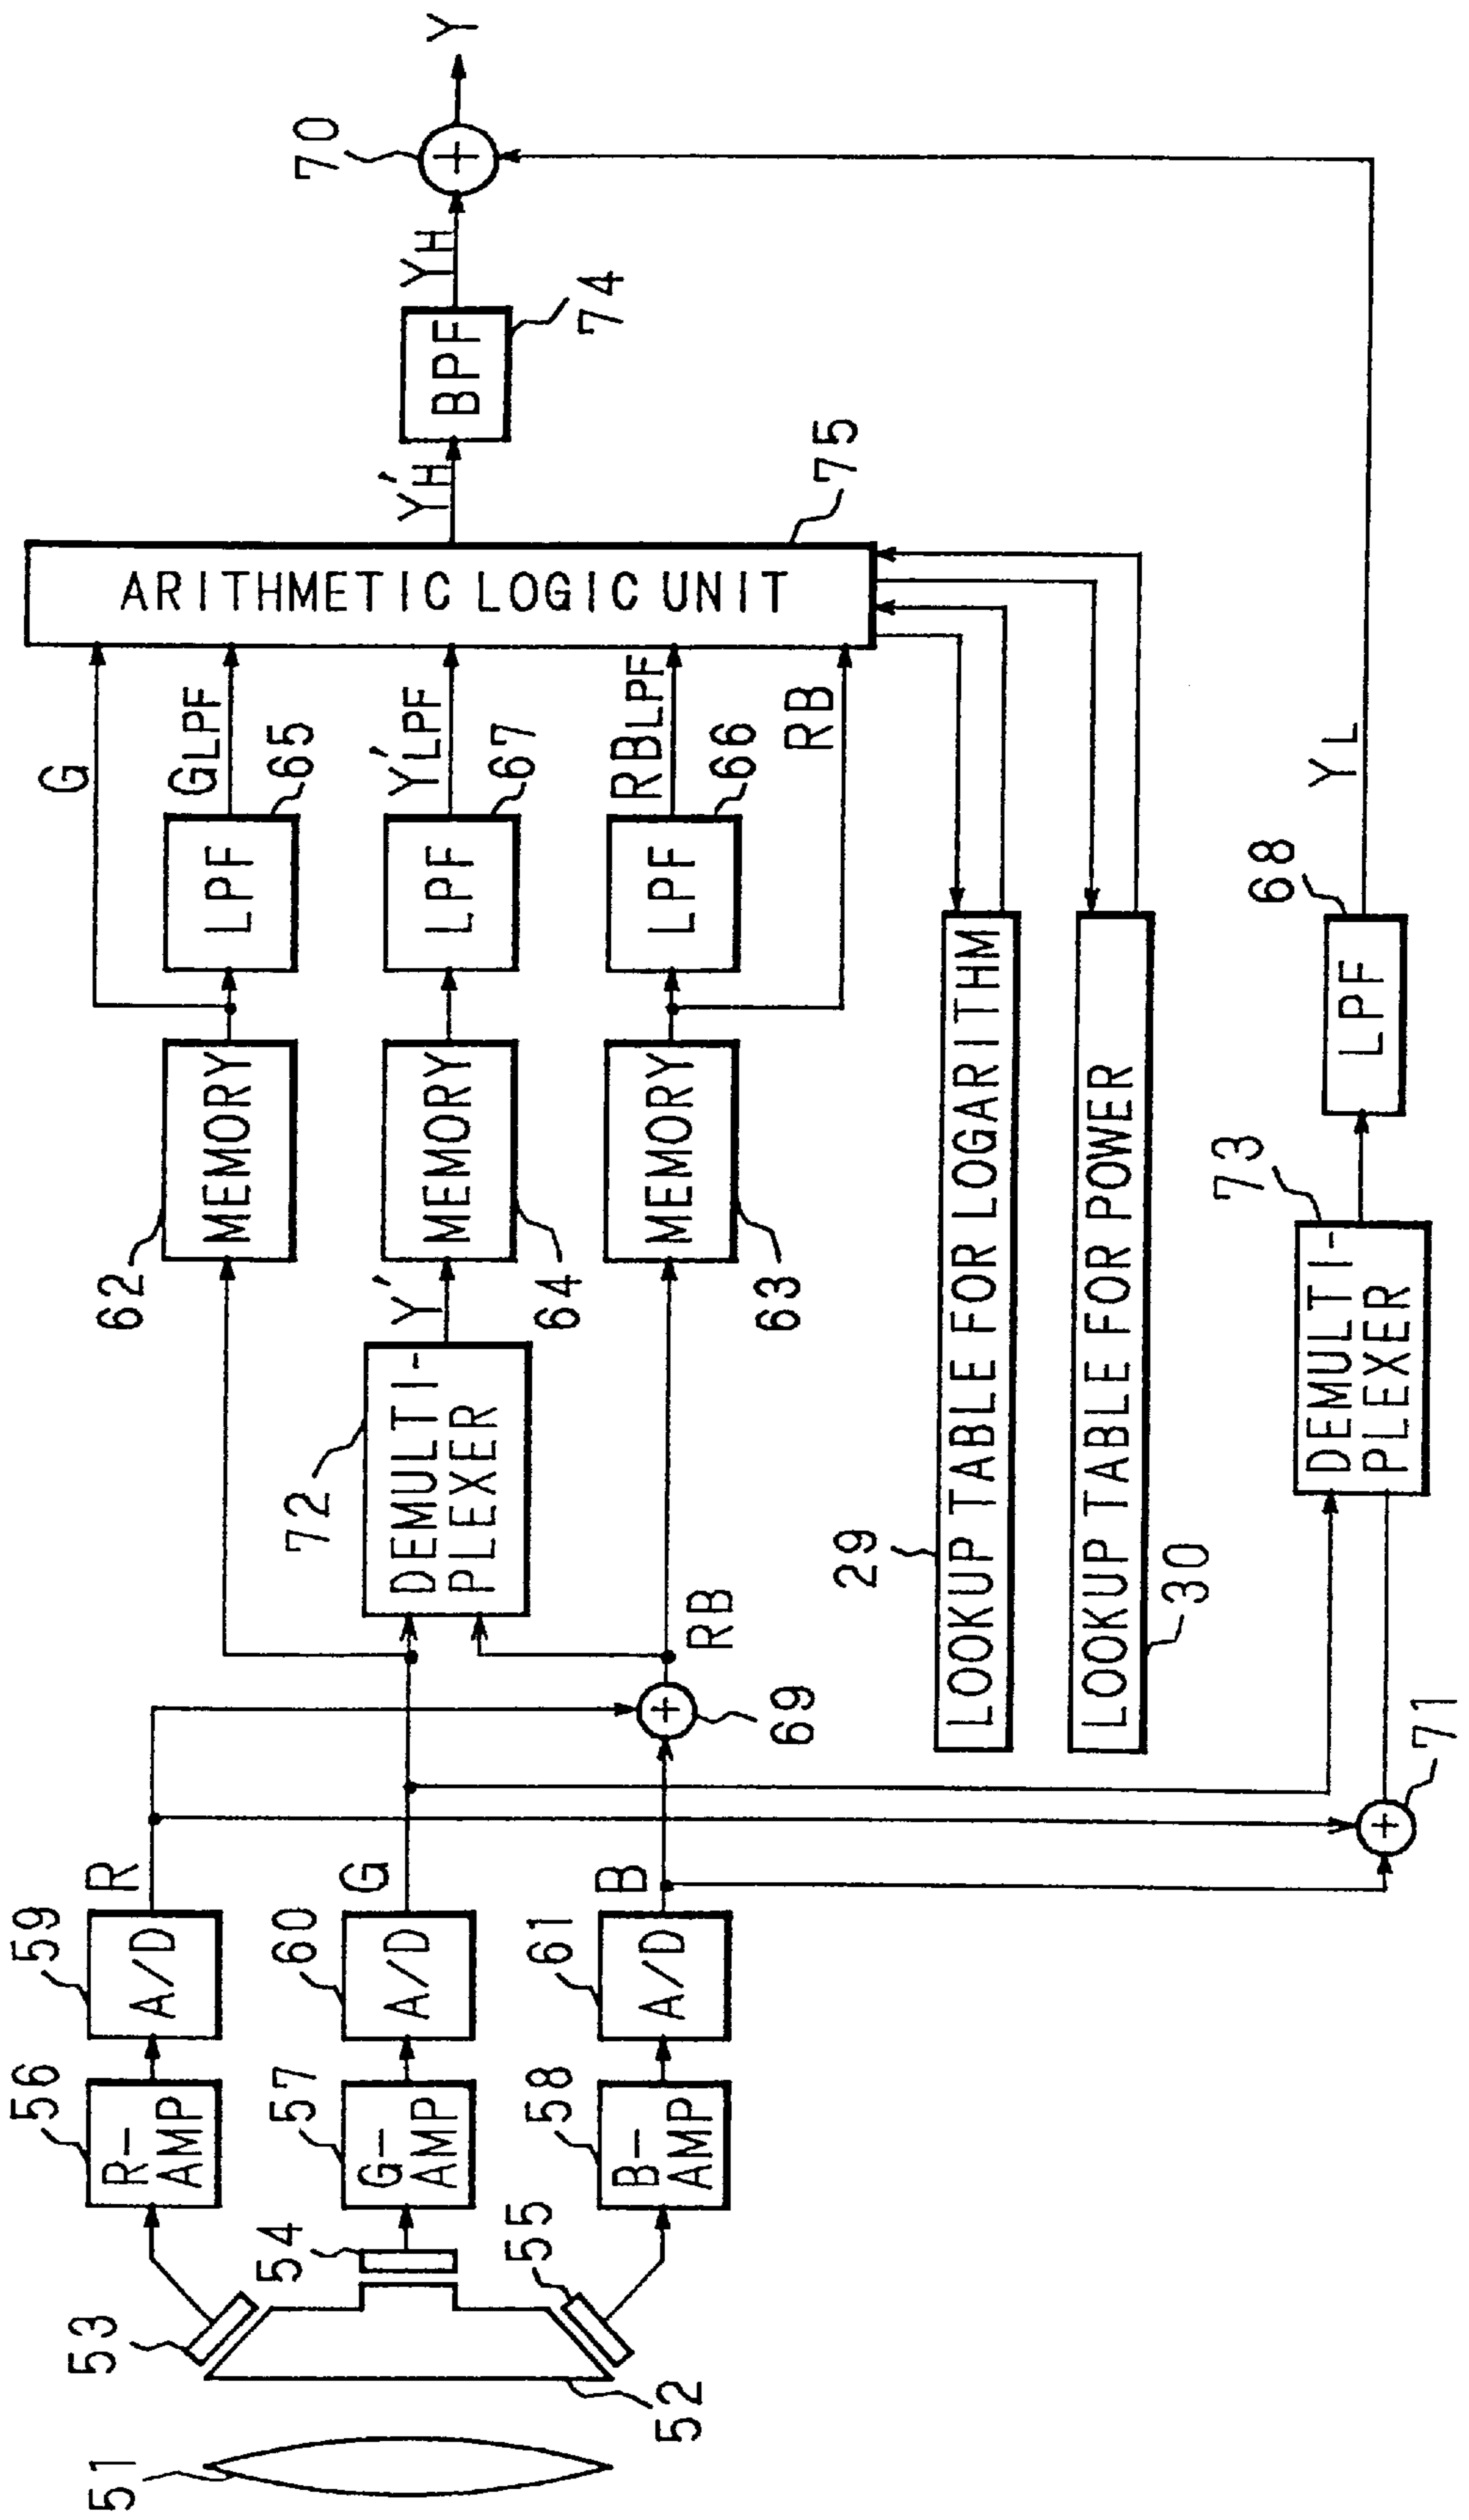 51
52
53
54
55
56
R-
AMP
57
G-
AMP
58
B-
AMP
59
A/D
60
A/D
61
A/D
R
G
B
69
RB
71
72
DEMULTI-
PLEXER
Y'
62
MEMORY
64
MEMORY
63
MEMORY
G
LPF
65
GLPF
LPF
67
Y'LPF
LPF
66
RBLPF
RB
29
LOOKUP TABLE FOR LOGARITHM
LOOKUP TABLE FOR POWER
30
DEMULTI-
PLEXER
73
LPF
68
YL
ARITHMETIC LOGIC UNIT
75
YH'
BPF
74
YH
70
Y